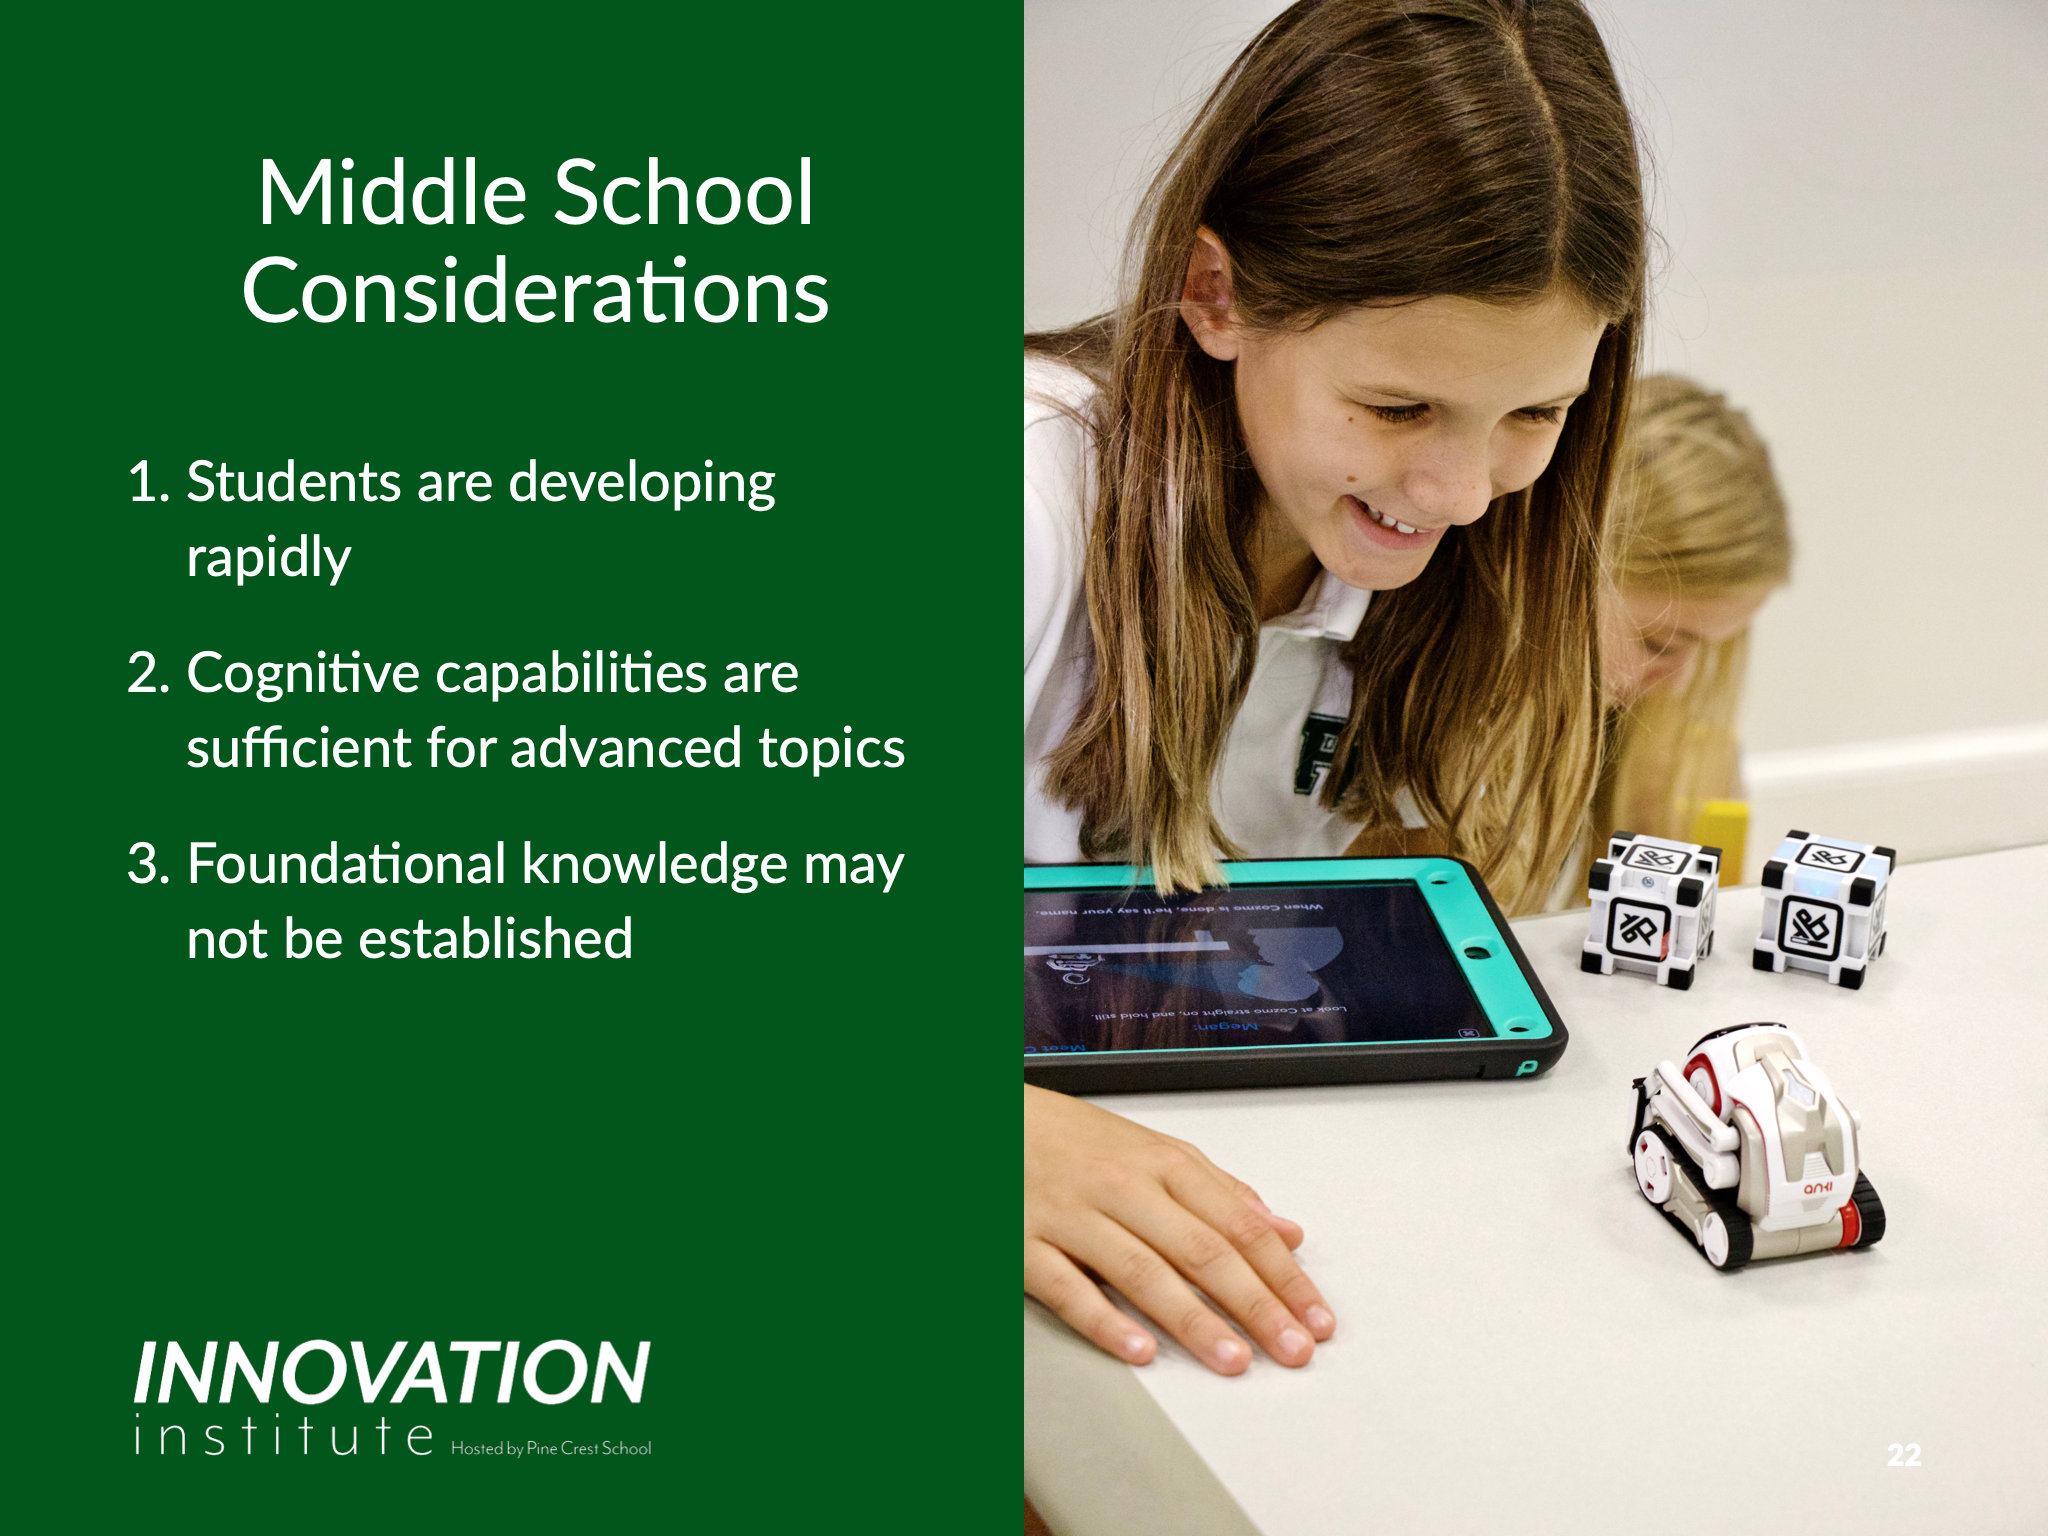 Middle School
Considerations
1. Students are developing
rapidly
2. Cognitive capabilities are
sufficient for advanced topics
3. Foundational knowledge may
not be established
INNOVATION
institute Hosted by Pine Crest School
When Cozmo is done, he'll say your name.
Look at Cozmo straight on, and hold still.
Megan:
Meet
anki
22